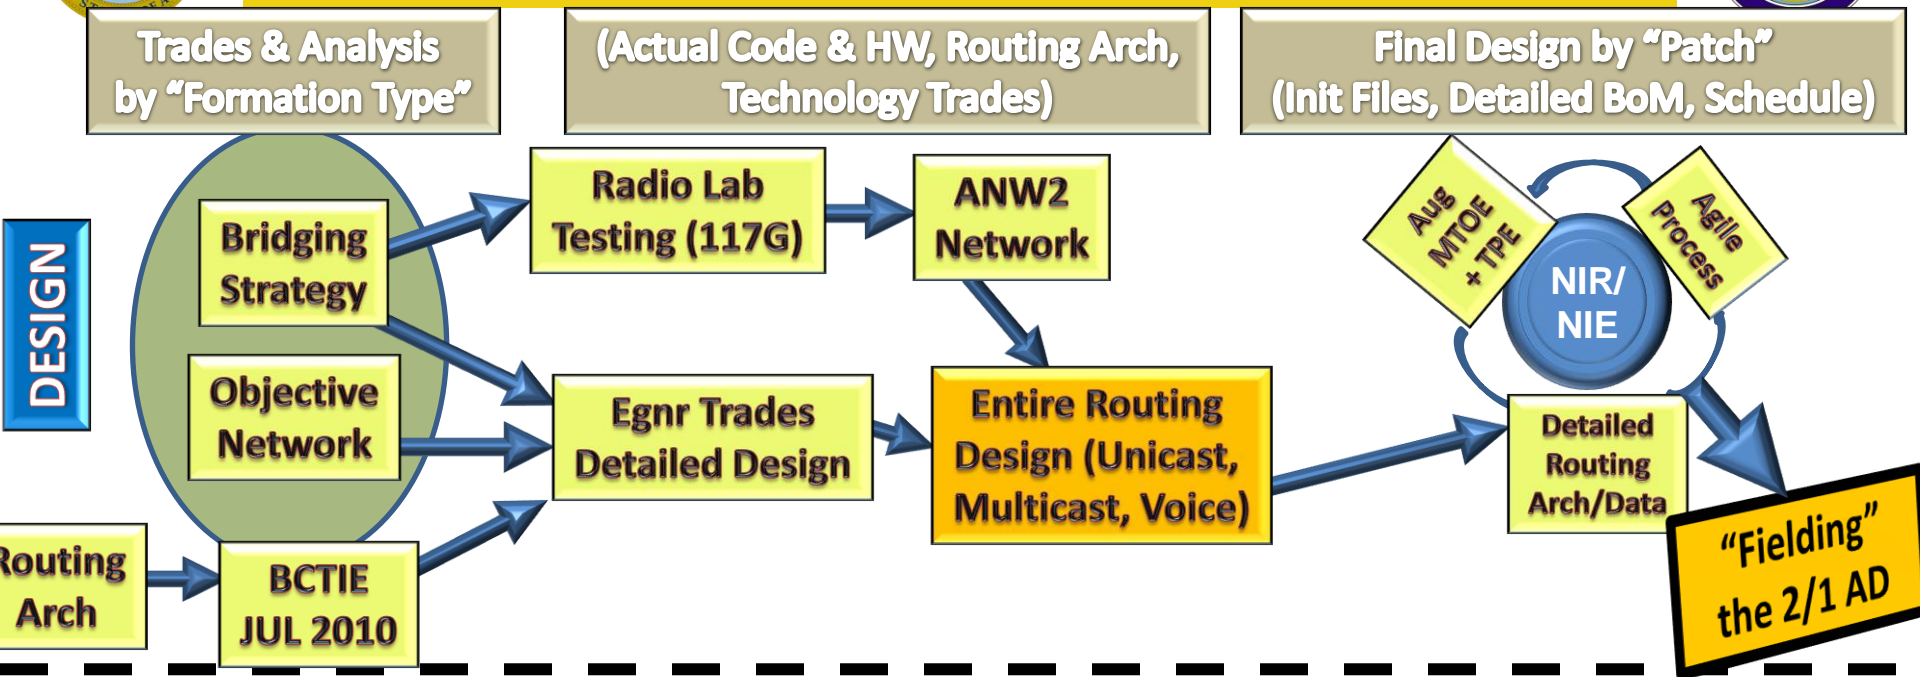 Trades & Analysis
by “Formation Type”
(Actual Code & HW, Routing Arch,
Technology Trades)
Final Design by “Patch”
(Init Files, Detailed BoM, Schedule)
DESIGN
Bridging
Strategy
Objective
Network
Routing
Arch
BCTIE
JUL 2010
Radio Lab
Testing (117G)
ANW2
Network
Egnr Trades
Detailed Design
Entire Routing
Design (Unicast,
Multicast, Voice)
Aug
MTOE
+ TPE
Agile
Process
NIR/
NIE
Detailed
Routing
Arch/Data
“Fielding”
the 2/1 AD